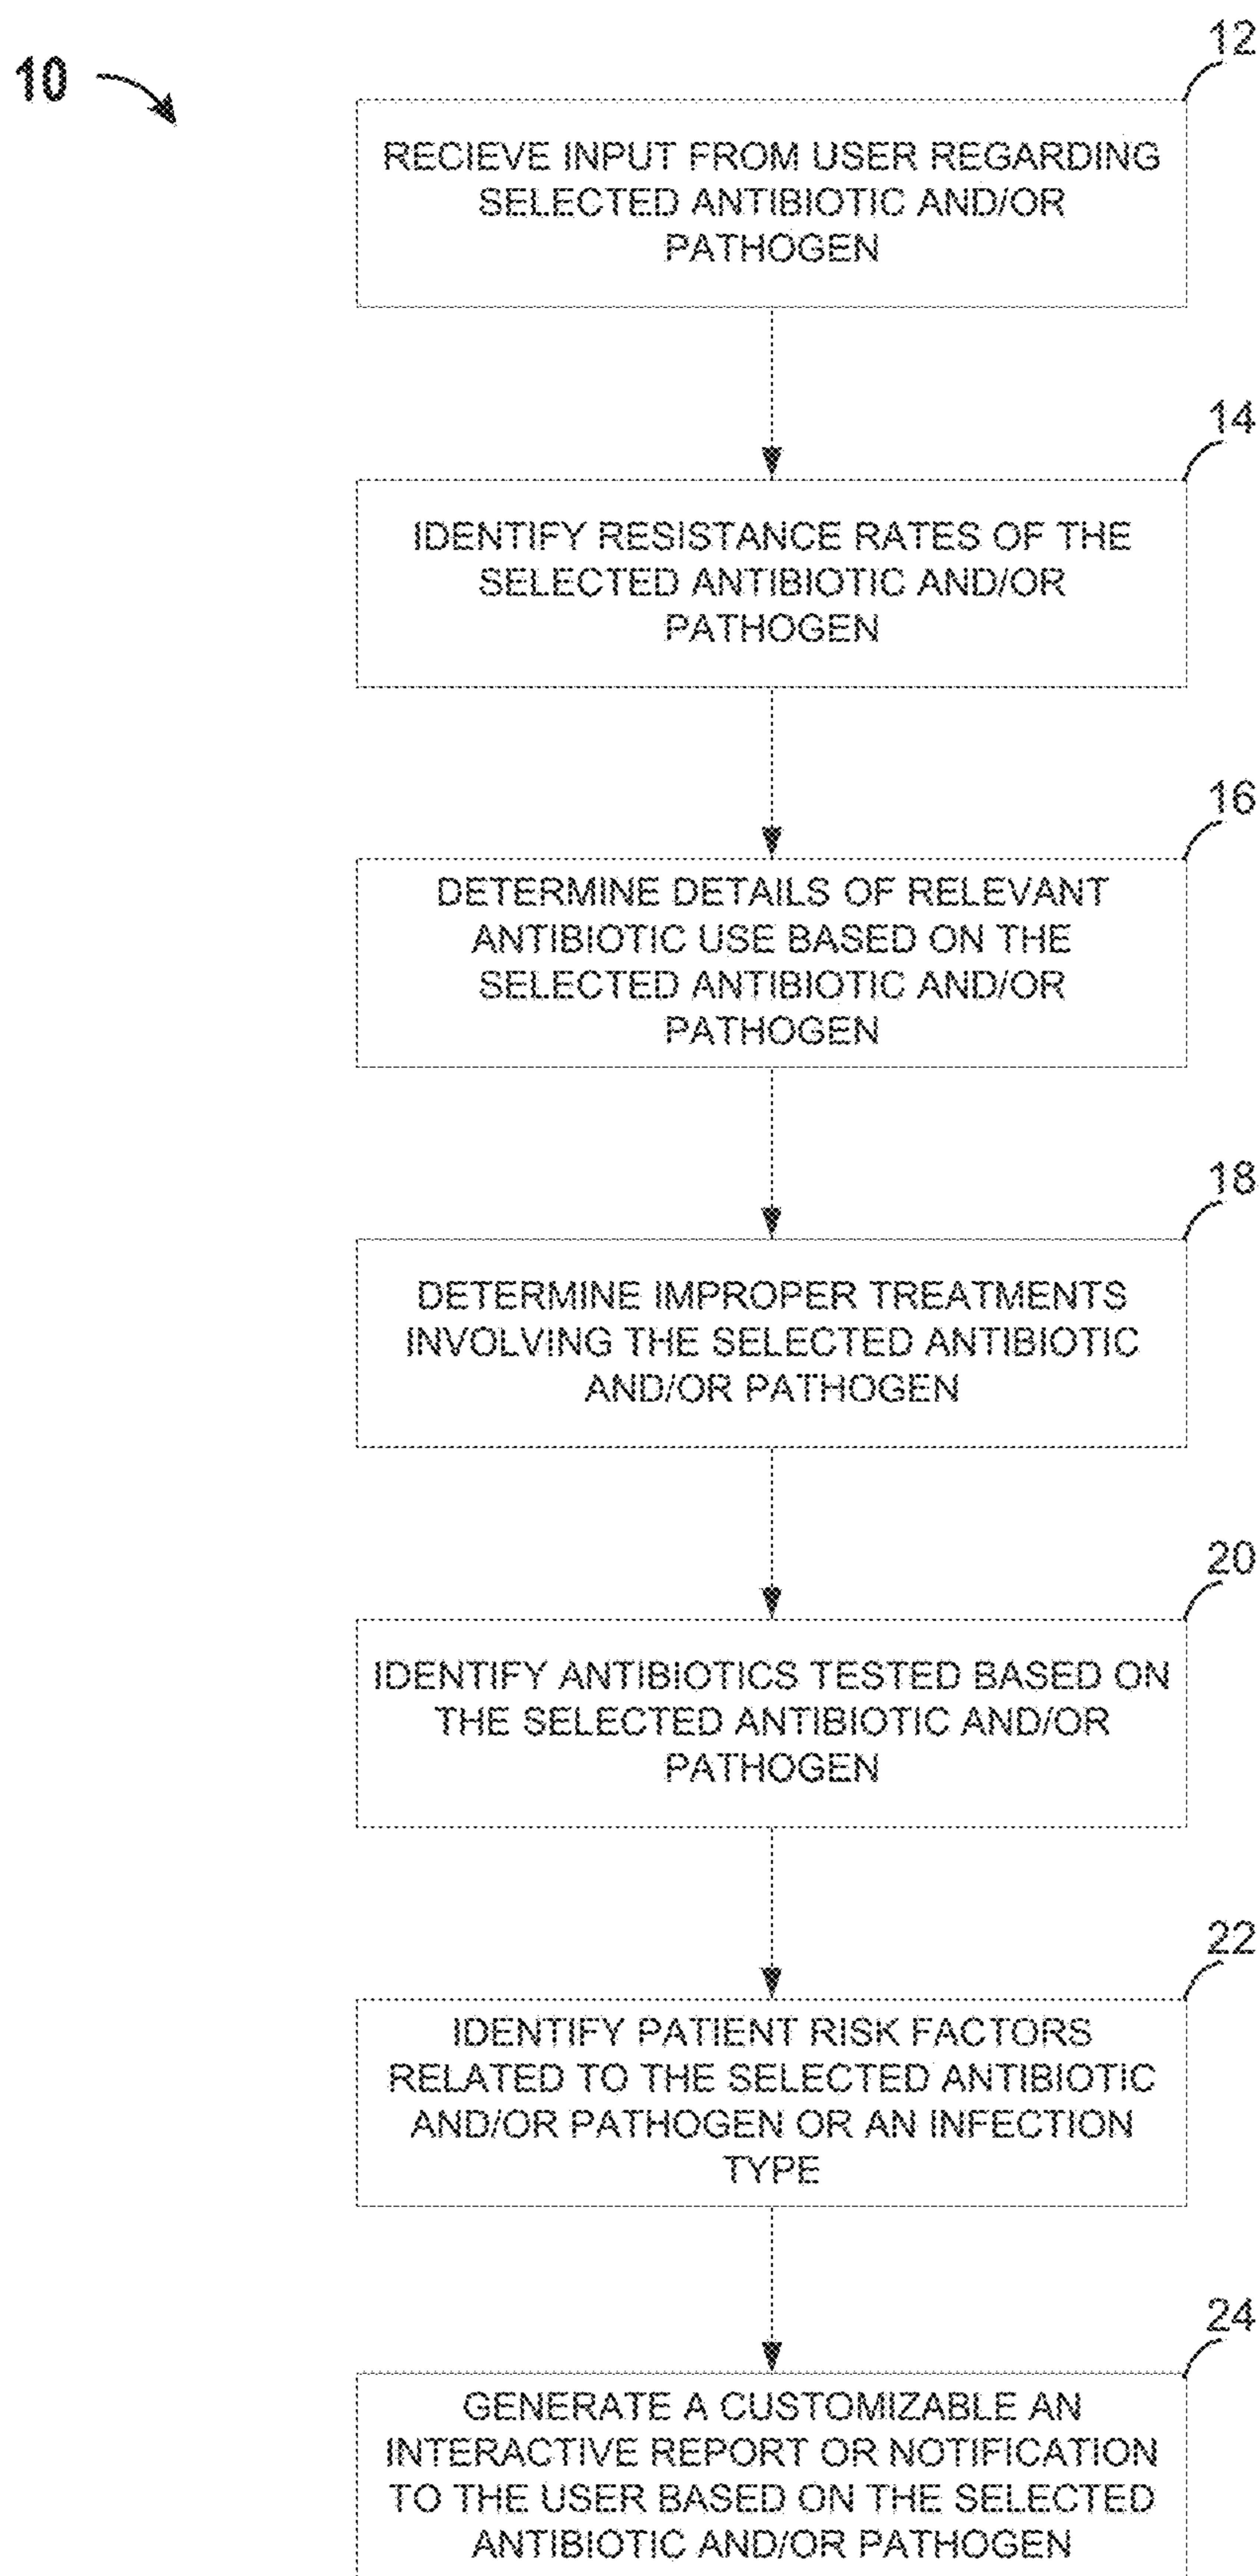 10
12
RECIEVE INPUT FROM USER REGARDING
SELECTED ANTIBIOTIC AND/OR
PATHOGEN
14
IDENTIFY RESISTANCE RATES OF THE
SELECTED ANTIBIOTIC AND/OR
PATHOGEN
16
DETERMINE DETAILS OF RELEVANT
ANTIBIOTIC USE BASED ON THE
SELECTED ANTIBIOTIC AND/OR
PATHOGEN
18
DETERMINE IMPROPER TREATMENTS
INVOLVING THE SELECTED ANTIBIOTIC
AND/OR PATHOGEN
20
IDENTIFY ANTIBIOTICS TESTED BASED ON
THE SELECTED ANTIBIOTIC AND/OR
PATHOGEN
22
IDENTIFY PATIENT RISK FACTORS
RELATED TO THE SELECTED ANTIBIOTIC
AND/OR PATHOGEN OR AN INFECTION
TYPE
24
GENERATE A CUSTOMIZABLE AN
INTERACTIVE REPORT OR NOTIFICATION
TO THE USER BASED ON THE SELECTED
ANTIBIOTIC AND/OR PATHOGEN